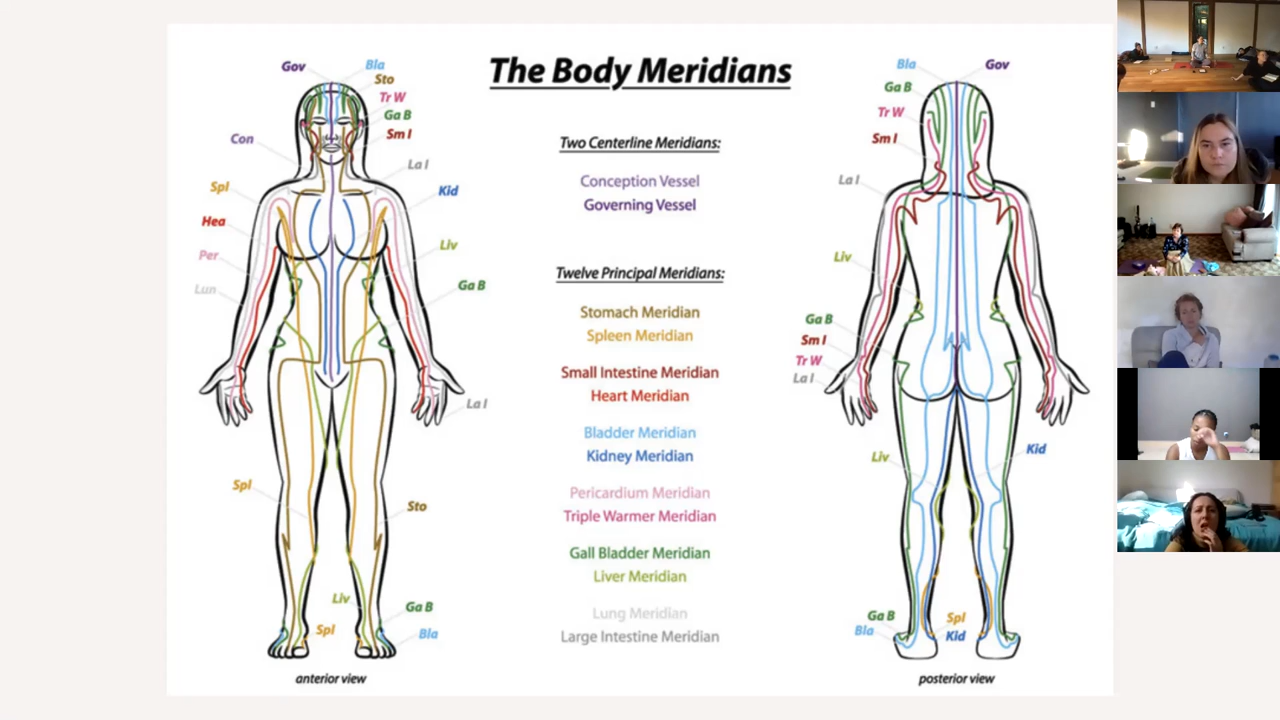 The Body Meridians
Gov
Bla
Sto
Tr W
Ga B
Sm I
Con
La I
Spl
Kid
Hea
Liv
Per
Ga B
Lun
La I
Spl
Sto
Liv
Ga B
Spl
Bla
anterior view
Two Centerline Meridians:
Conception Vessel
Governing Vessel
Twelve Principal Meridians:
Stomach Meridian
Spleen Meridian
Small Intestine Meridian
Heart Meridian
Bladder Meridian
Kidney Meridian
Pericardium Meridian
Triple Warmer Meridian
Gall Bladder Meridian
Liver Meridian
Lung Meridian
Large Intestine Meridian
Bla
Gov
Ga B
Tr W
Sm I
La I
Liv
Ga B
Sm I
Tr W
La I
Kid
Liv
Ga B
Spl
Bla
Kid
posterior view